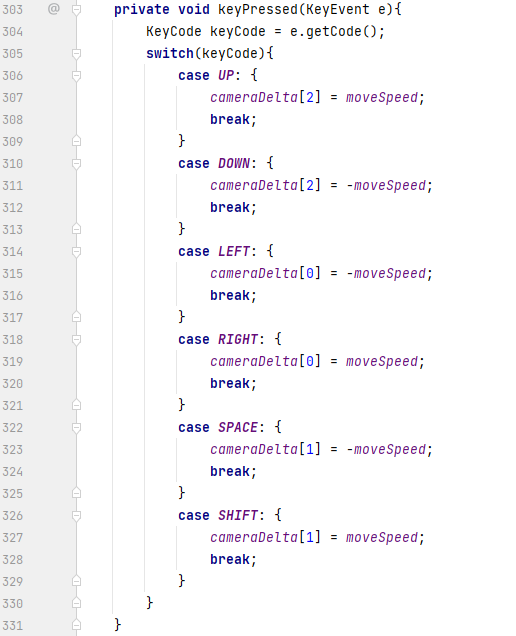 303 @ private void keyPressed(KeyEvent e){
304 KeyCode keyCode = e.getCode();
305 switch(keyCode){
306 case UP: {
307 cameraDelta[2] = moveSpeed;
308 break;
309 }
310 case DOWN: {
311 cameraDelta[2] = -moveSpeed;
312 break;
313 }
314 case LEFT: {
315 cameraDelta[0] = -moveSpeed;
316 break;
317 }
318 case RIGHT: {
319 cameraDelta[0] = moveSpeed;
320 break;
321 }
322 case SPACE: {
323 cameraDelta[1] = -moveSpeed;
324 break;
325 }
326 case SHIFT: {
327 cameraDelta[1] = moveSpeed;
328 break;
329 }
330 }
331 }